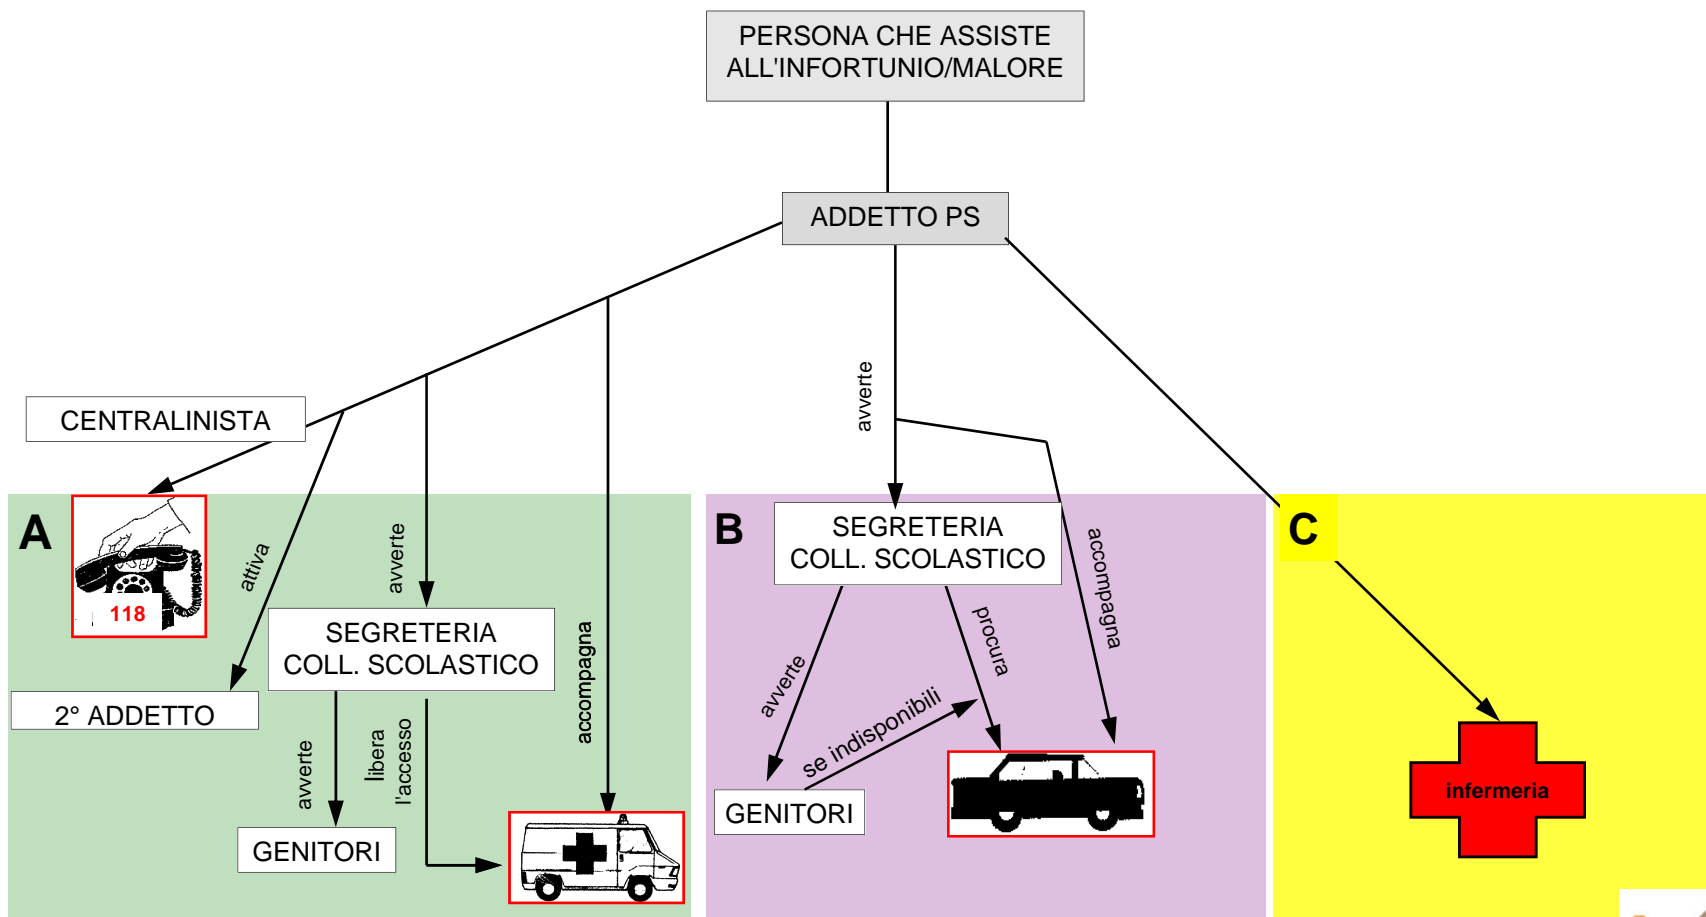 PERSONA CHE ASSISTE
ALL'INFORTUNIO/MALORE
ADDETTO PS
CENTRALINISTA
A
118
attiva
2° ADDETTO
avverte
SEGRETERIA
COLL. SCOLASTICO
avverte
libera
l'accesso
GENITORI
accompagna
avverte
B
SEGRETERIA
COLL. SCOLASTICO
accompagna
avverte
procura
se indisponibili
GENITORI
C
infermeria